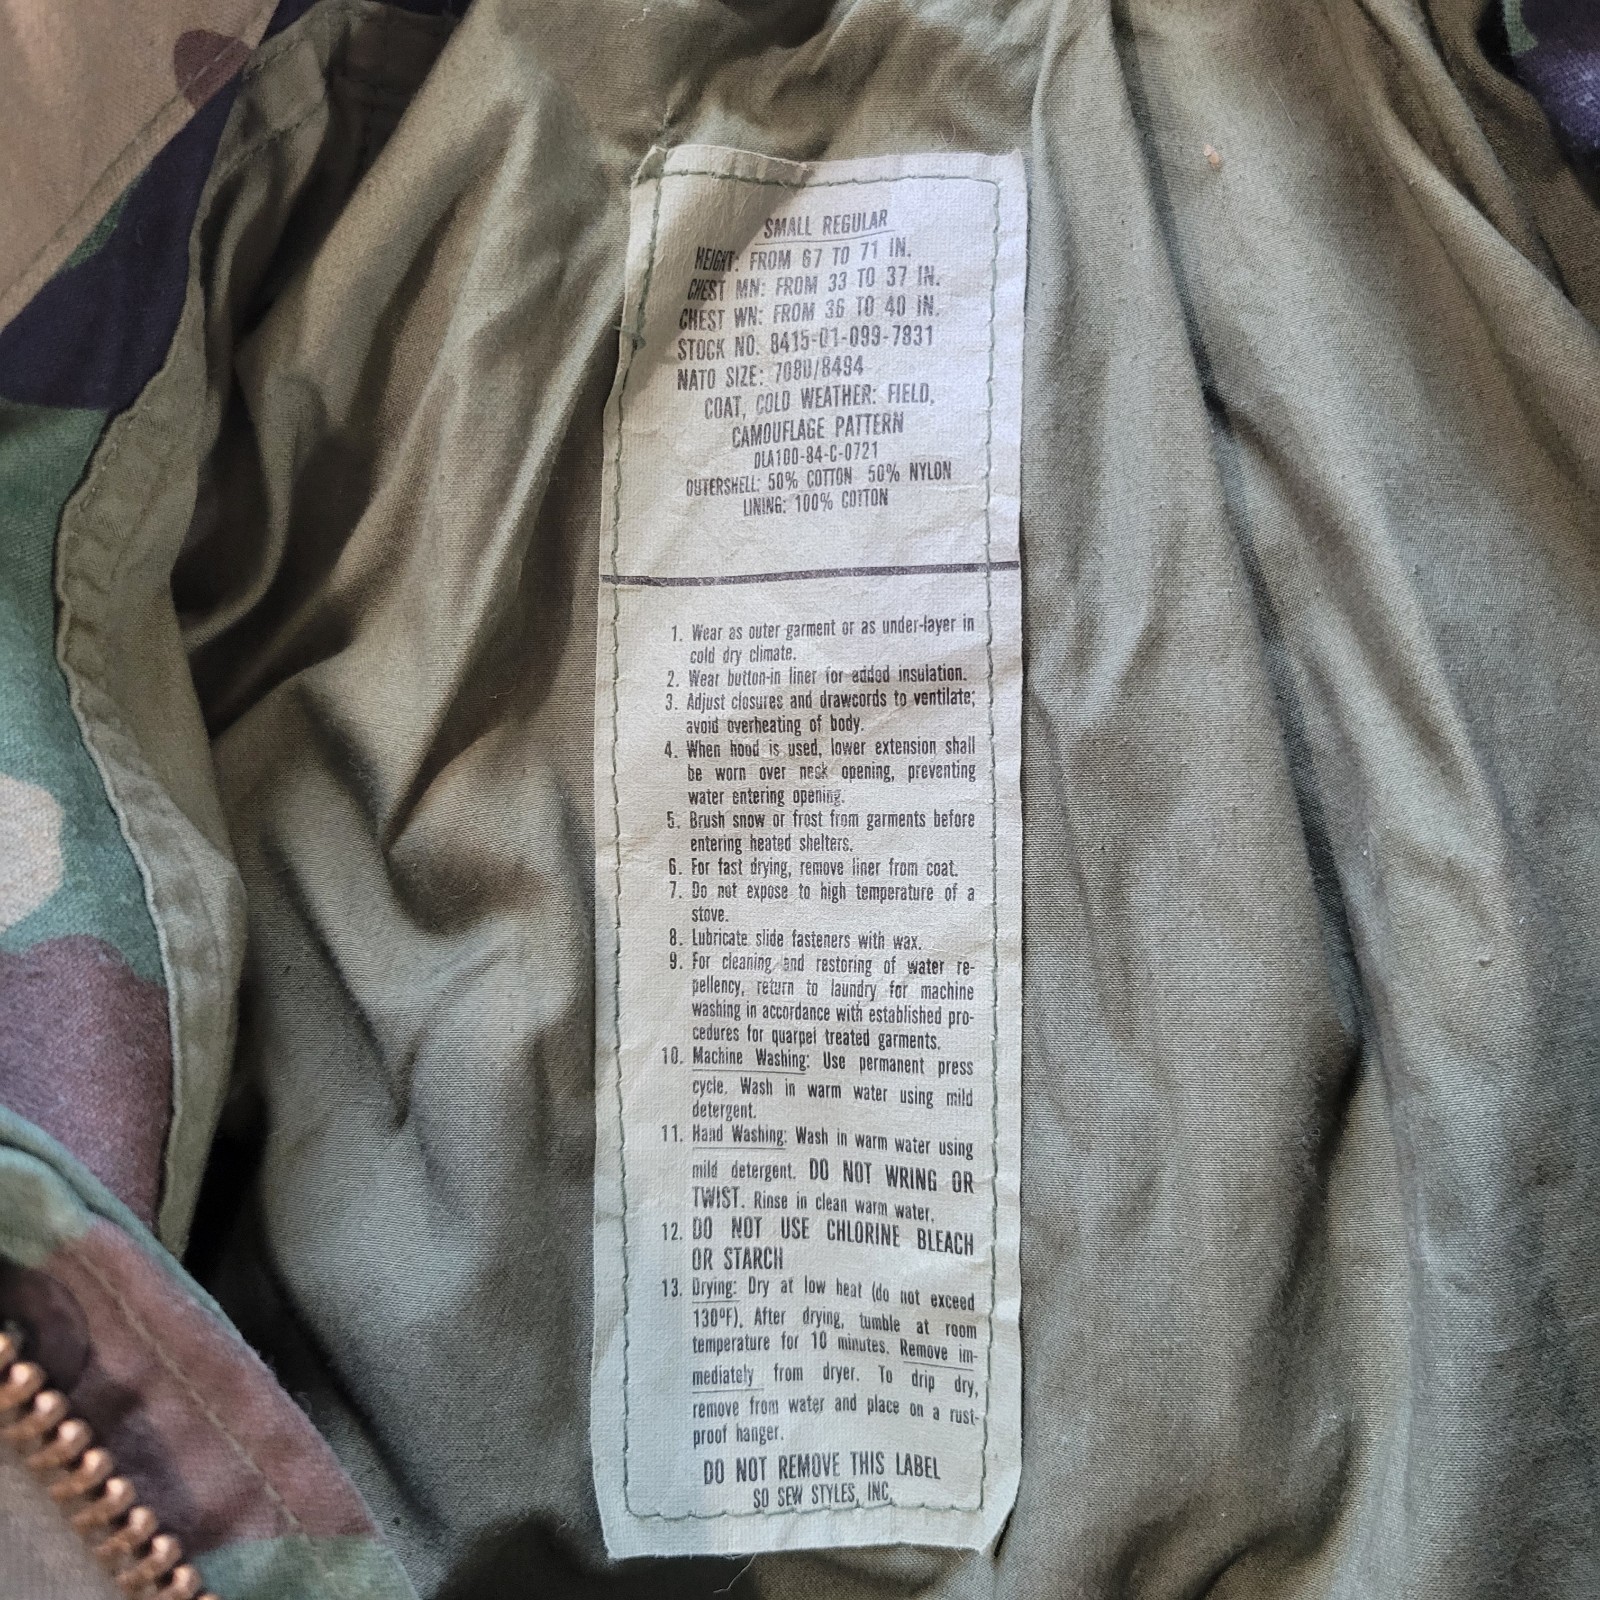 SMALL REGULAR
HEIGHT: FROM 67 TO 71 IN.
CHEST MN: FROM 33 TO 37 IN.
CHEST WN: FROM 36 TO 40 IN.
STOCK NO. 8415-01-099-7831
NATO SIZE: 7080/8494
COAT, COLD WEATHER: FIELD,
CAMOUFLAGE PATTERN
DLA100-84-C-0721
OUTERSHELL: 50% COTTON 50% NYLON
LINING: 100% COTTON
1. Wear as outer garment or as under-layer in
cold dry climate.
2. Wear button-in liner for added insulation.
3. Adjust closures and drawcords to ventilate;
avoid overheating of body.
4. When hood is used, lower extension shall
be worn over neck opening, preventing
water entering opening.
5. Brush snow or frost from garments before
entering heated shelters.
6. For fast drying, remove liner from coat.
7. Do not expose to high temperature of a
stove.
8. Lubricate slide fasteners with wax.
9. For cleaning and restoring of water re-
pellency, return to laundry for machine
washing in accordance with established pro-
cedures for quarpel treated garments.
10. Machine Washing: Use permanent press
cycle. Wash in warm water using mild
detergent.
11. Hand Washing: Wash in warm water using
mild detergent. DO NOT WRING OR
TWIST. Rinse in clean warm water.
12. DO NOT USE CHLORINE BLEACH
OR STARCH
13. Drying: Dry at low heat (do not exceed
130°F). After drying, tumble at room
temperature for 10 minutes. Remove im-
mediately from dryer. To drip dry,
remove from water and place on a rust-
proof hanger.
DO NOT REMOVE THIS LABEL
SO SEW STYLES, INC.